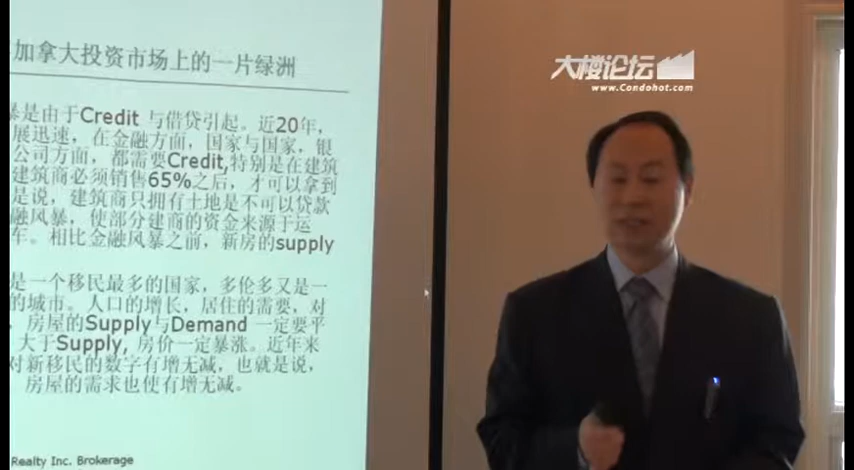 加拿大投资市场上的一片绿洲
大楼论坛
www.Condohot.com
暴是由于Credit 与借贷引起。近20年，
展迅速，在金融方面，国家与国家，银
公司方面，都需要Credit,特别是在建筑
建筑商必须销售65%之后，才可以拿到
是说，建筑商只拥有土地是不可以贷款
融风暴，使部分建商的资金来源于运
车。相比金融风暴之前，新房的supply
是一个移民最多的国家，多伦多又是一
的城市。人口的增长，居住的需要，对
，房屋的Supply与Demand 一定要平
大于Supply, 房价一定暴涨。近年来
对新移民的数字有增无减，也就是说，
房屋的需求也使有增无减。
Realty Inc. Brokerage